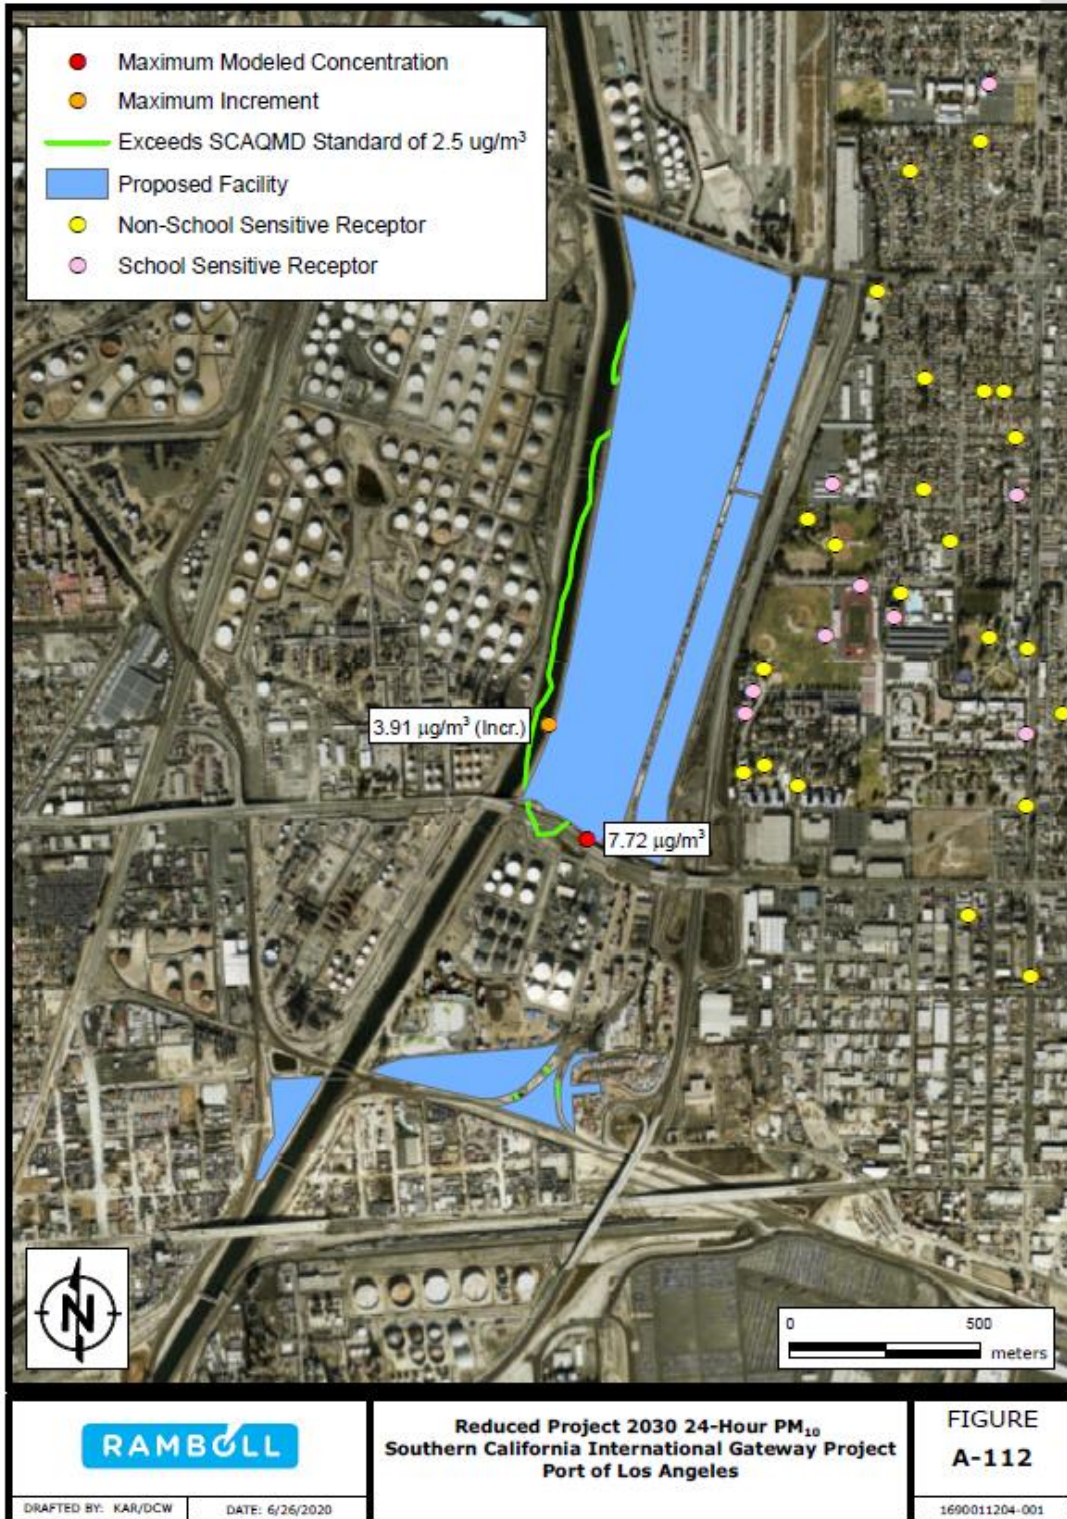 Maximum Modeled Concentration
Maximum Increment
Exceeds SCAQMD Standard of 2.5 ug/m³
Proposed Facility
Non-School Sensitive Receptor
School Sensitive Receptor
3.91 µg/m³ (Incr.)
7.72 µg/m³
N
0 500
meters
RAMBOLL
DRAFTED BY: KAR/DCW
DATE: 6/26/2020
Reduced Project 2030 24-Hour PM₁₀
Southern California International Gateway Project
Port of Los Angeles
FIGURE
A-112
1690011204-001